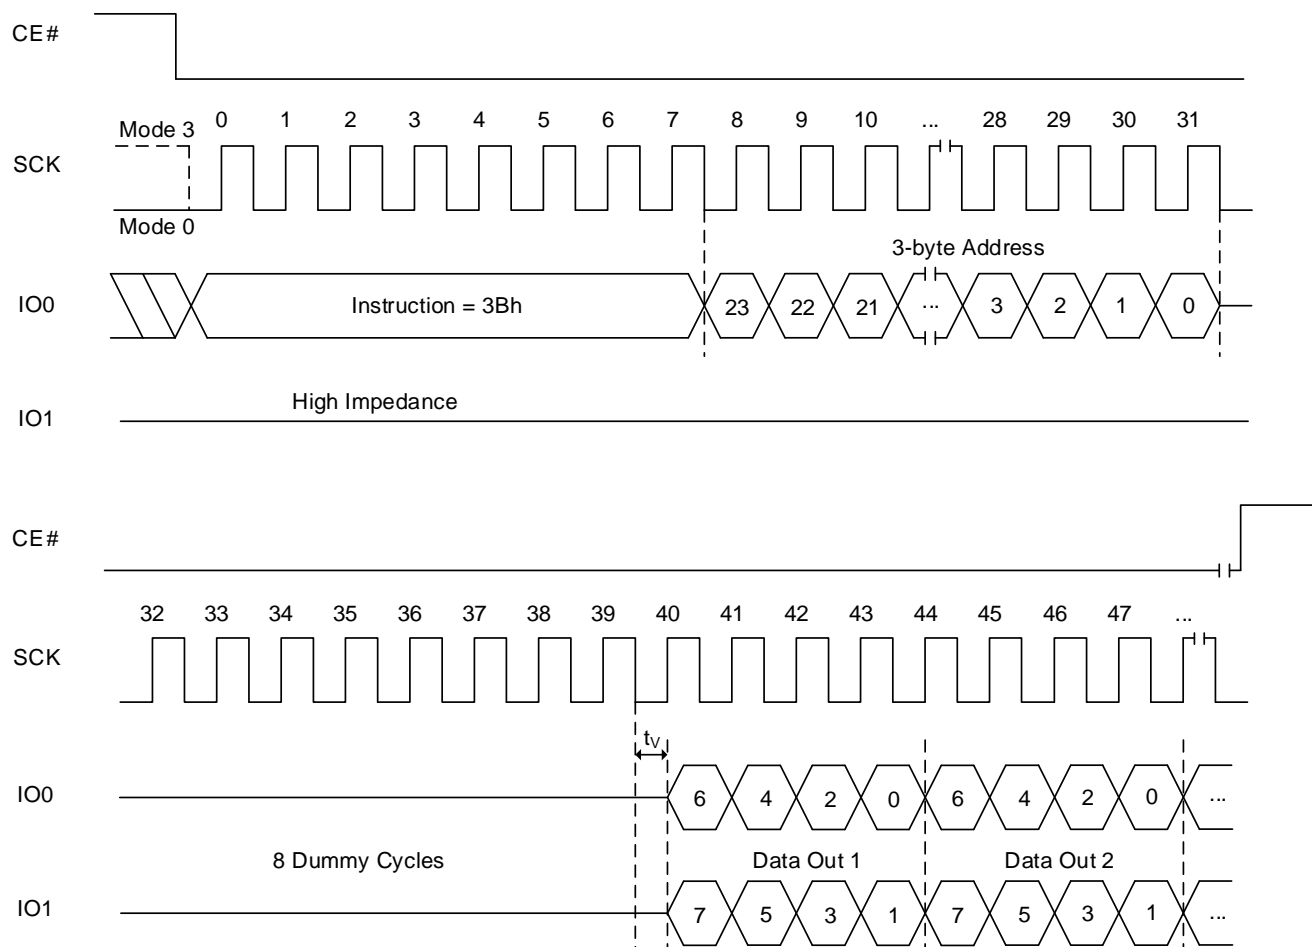 CE#
Mode 3 0 1 2 3 4 5 6 7 8 9 10 ... 28 29 30 31
SCK
Mode 0
3-byte Address
IO0 Instruction = 3Bh 23 22 21 ... 3 2 1 0
High Impedance
IO1
CE#
32 33 34 35 36 37 38 39 40 41 42 43 44 45 46 47 ...
SCK
tV
IO0 6 4 2 0 6 4 2 0 ...
8 Dummy Cycles Data Out 1 Data Out 2
IO1 7 5 3 1 7 5 3 1 ...